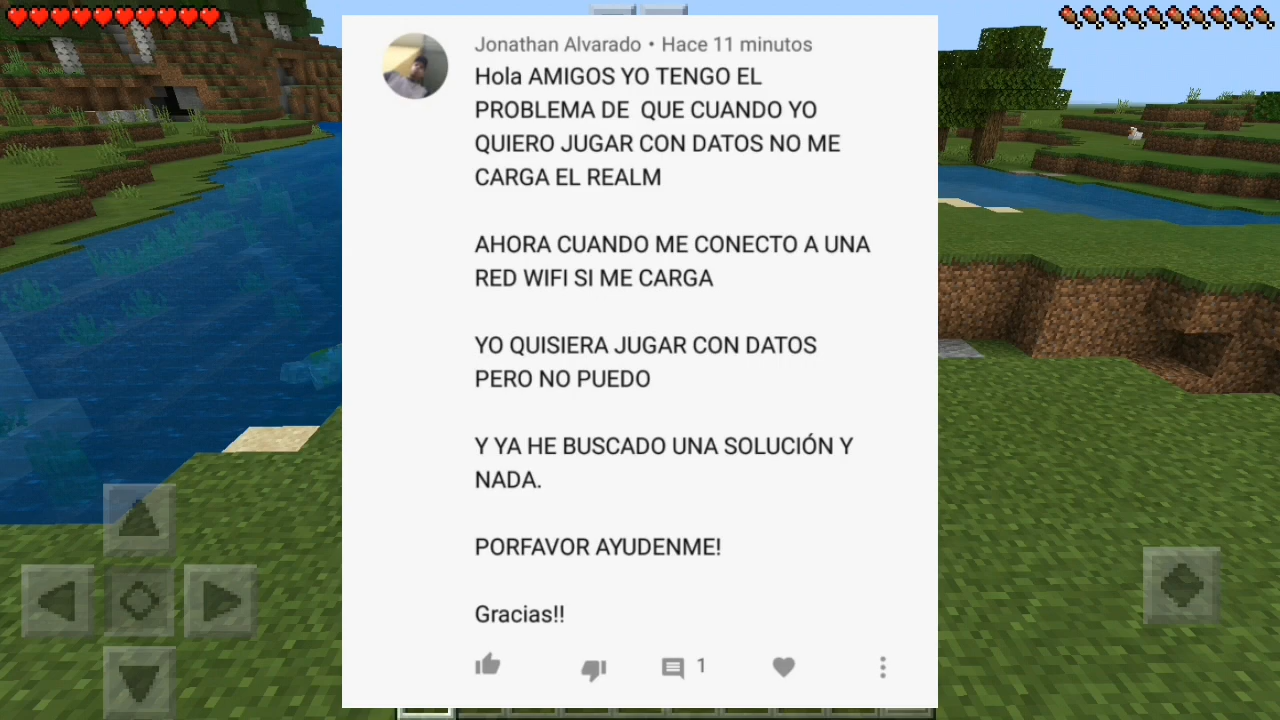 Jonathan Alvarado • Hace 11 minutos
Hola AMIGOS YO TENGO EL
PROBLEMA DE  QUE CUANDO YO
QUIERO JUGAR CON DATOS NO ME
CARGA EL REALM
AHORA CUANDO ME CONECTO A UNA
RED WIFI SI ME CARGA
YO QUISIERA JUGAR CON DATOS
PERO NO PUEDO
Y YA HE BUSCADO UNA SOLUCIÓN Y
NADA.
PORFAVOR AYUDENME!
Gracias!!
1